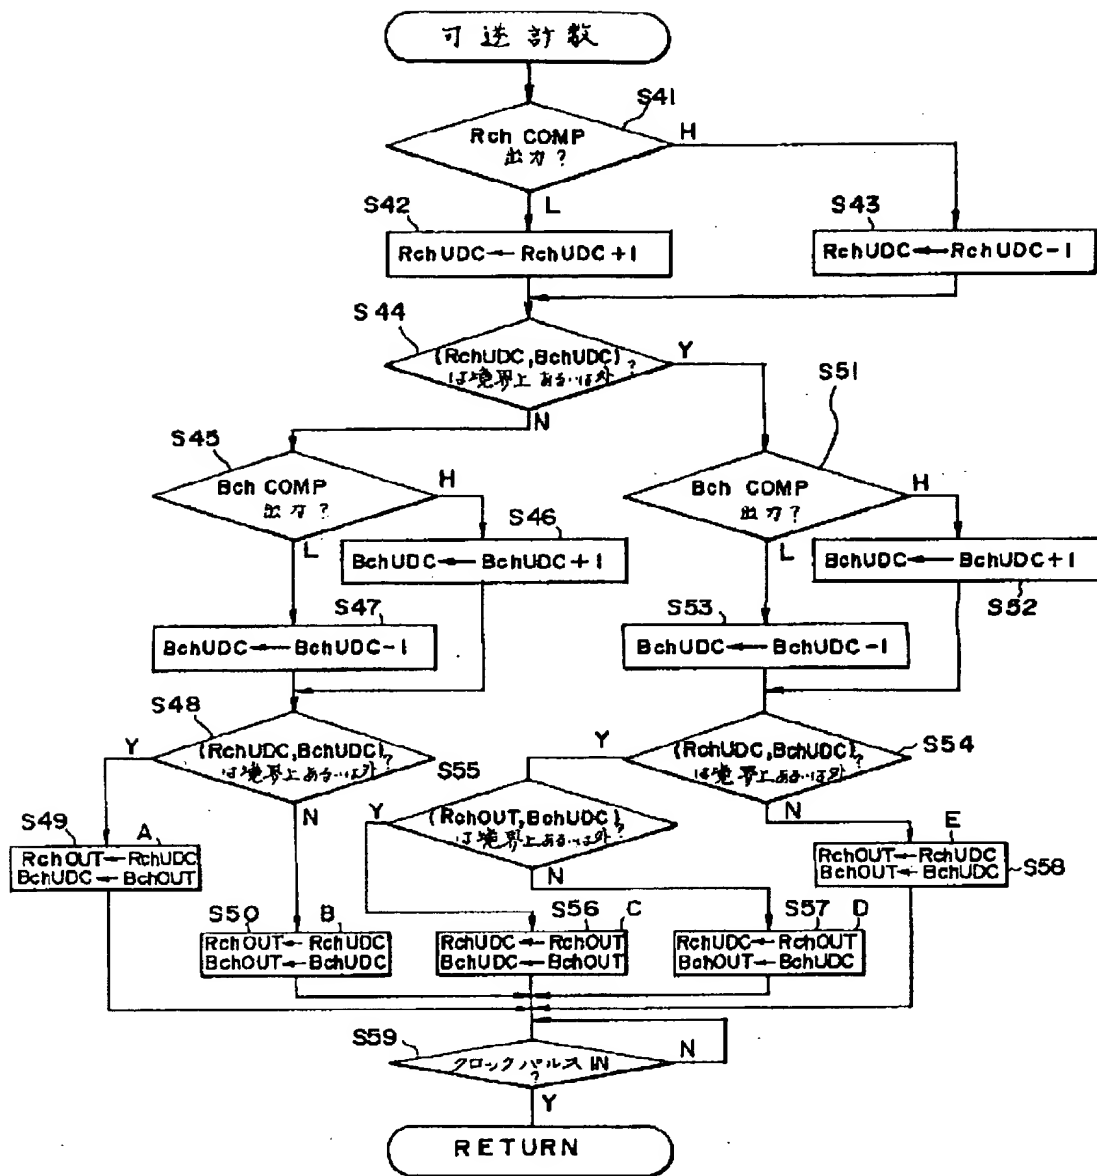 可逆計数
S41
Rch COMP
出力?
H
L
S42
RchUDC←RchUDC+1
S43
RchUDC←RchUDC-1
S44
(RchUDC,BchUDC)
は境界上あるいは外?
Y
N
S45
Bch COMP
出力?
H
L
S46
BchUDC←BchUDC+1
S47
BchUDC←BchUDC-1
S51
Bch COMP
出力?
H
L
BchUDC←BchUDC+1
S52
S53
BchUDC←BchUDC-1
S48
(RchUDC,BchUDC)
は境界上あるいは外?
Y
N
S54
(RchUDC,BchUDC)
は境界上あるいは外?
Y
N
S55
(RchOUT,BchUDC)
は境界上あるいは外?
Y
N
S49
A
RchOUT←RchUDC
BchUDC←BchOUT
E
RchOUT←RchUDC
BchOUT←BchUDC
S58
S50
B
RchOUT←RchUDC
BchOUT←BchUDC
S56
C
RchUDC←RchOUT
BchUDC←BchOUT
S57
D
RchUDC←RchOUT
BchOUT←BchUDC
S59
クロックパルスIN
?
N
Y
RETURN